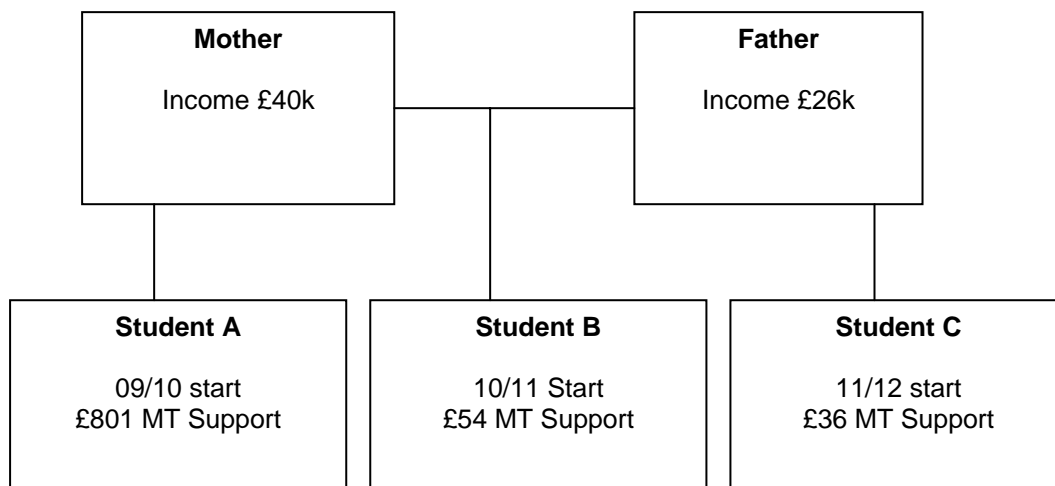 Mother
Income £40k
Father
Income £26k
Student A
09/10 start
£801 MT Support
Student B
10/11 Start
£54 MT Support
Student C
11/12 start
£36 MT Support